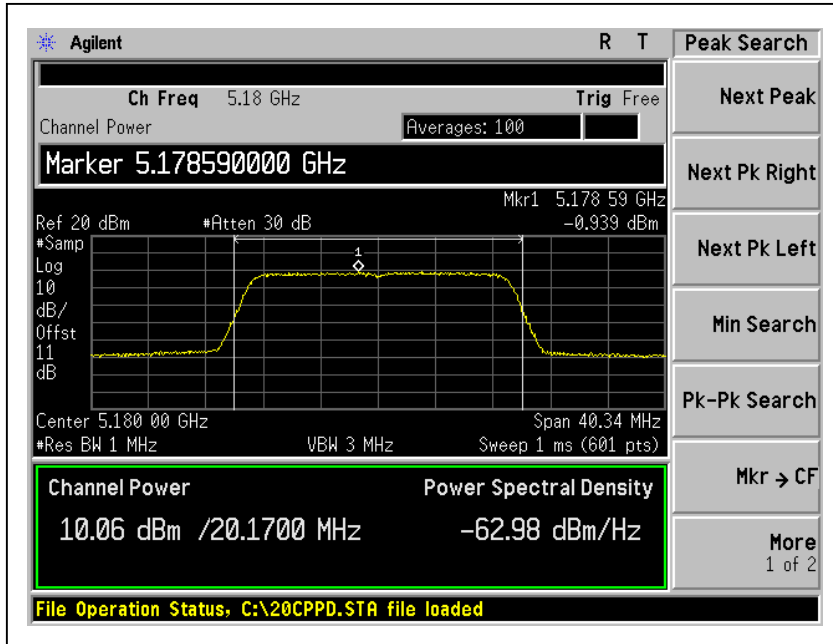 Agilent R T Peak Search
Ch Freq 5.18 GHz Trig Free
Channel Power Averages: 100
Marker 5.178590000 GHz
Mkr1 5.178 59 GHz
Ref 20 dBm #Atten 30 dB -0.939 dBm
#Samp
Log
10
dB/
Offst
11
dB
1
Center 5.180 00 GHz Span 40.34 MHz
#Res BW 1 MHz VBW 3 MHz Sweep 1 ms (601 pts)
Channel Power Power Spectral Density
10.06 dBm /20.1700 MHz -62.98 dBm/Hz
File Operation Status, C:\20CPPD.STA file loaded
Next Peak
Next Pk Right
Next Pk Left
Min Search
Pk-Pk Search
Mkr → CF
More
1 of 2